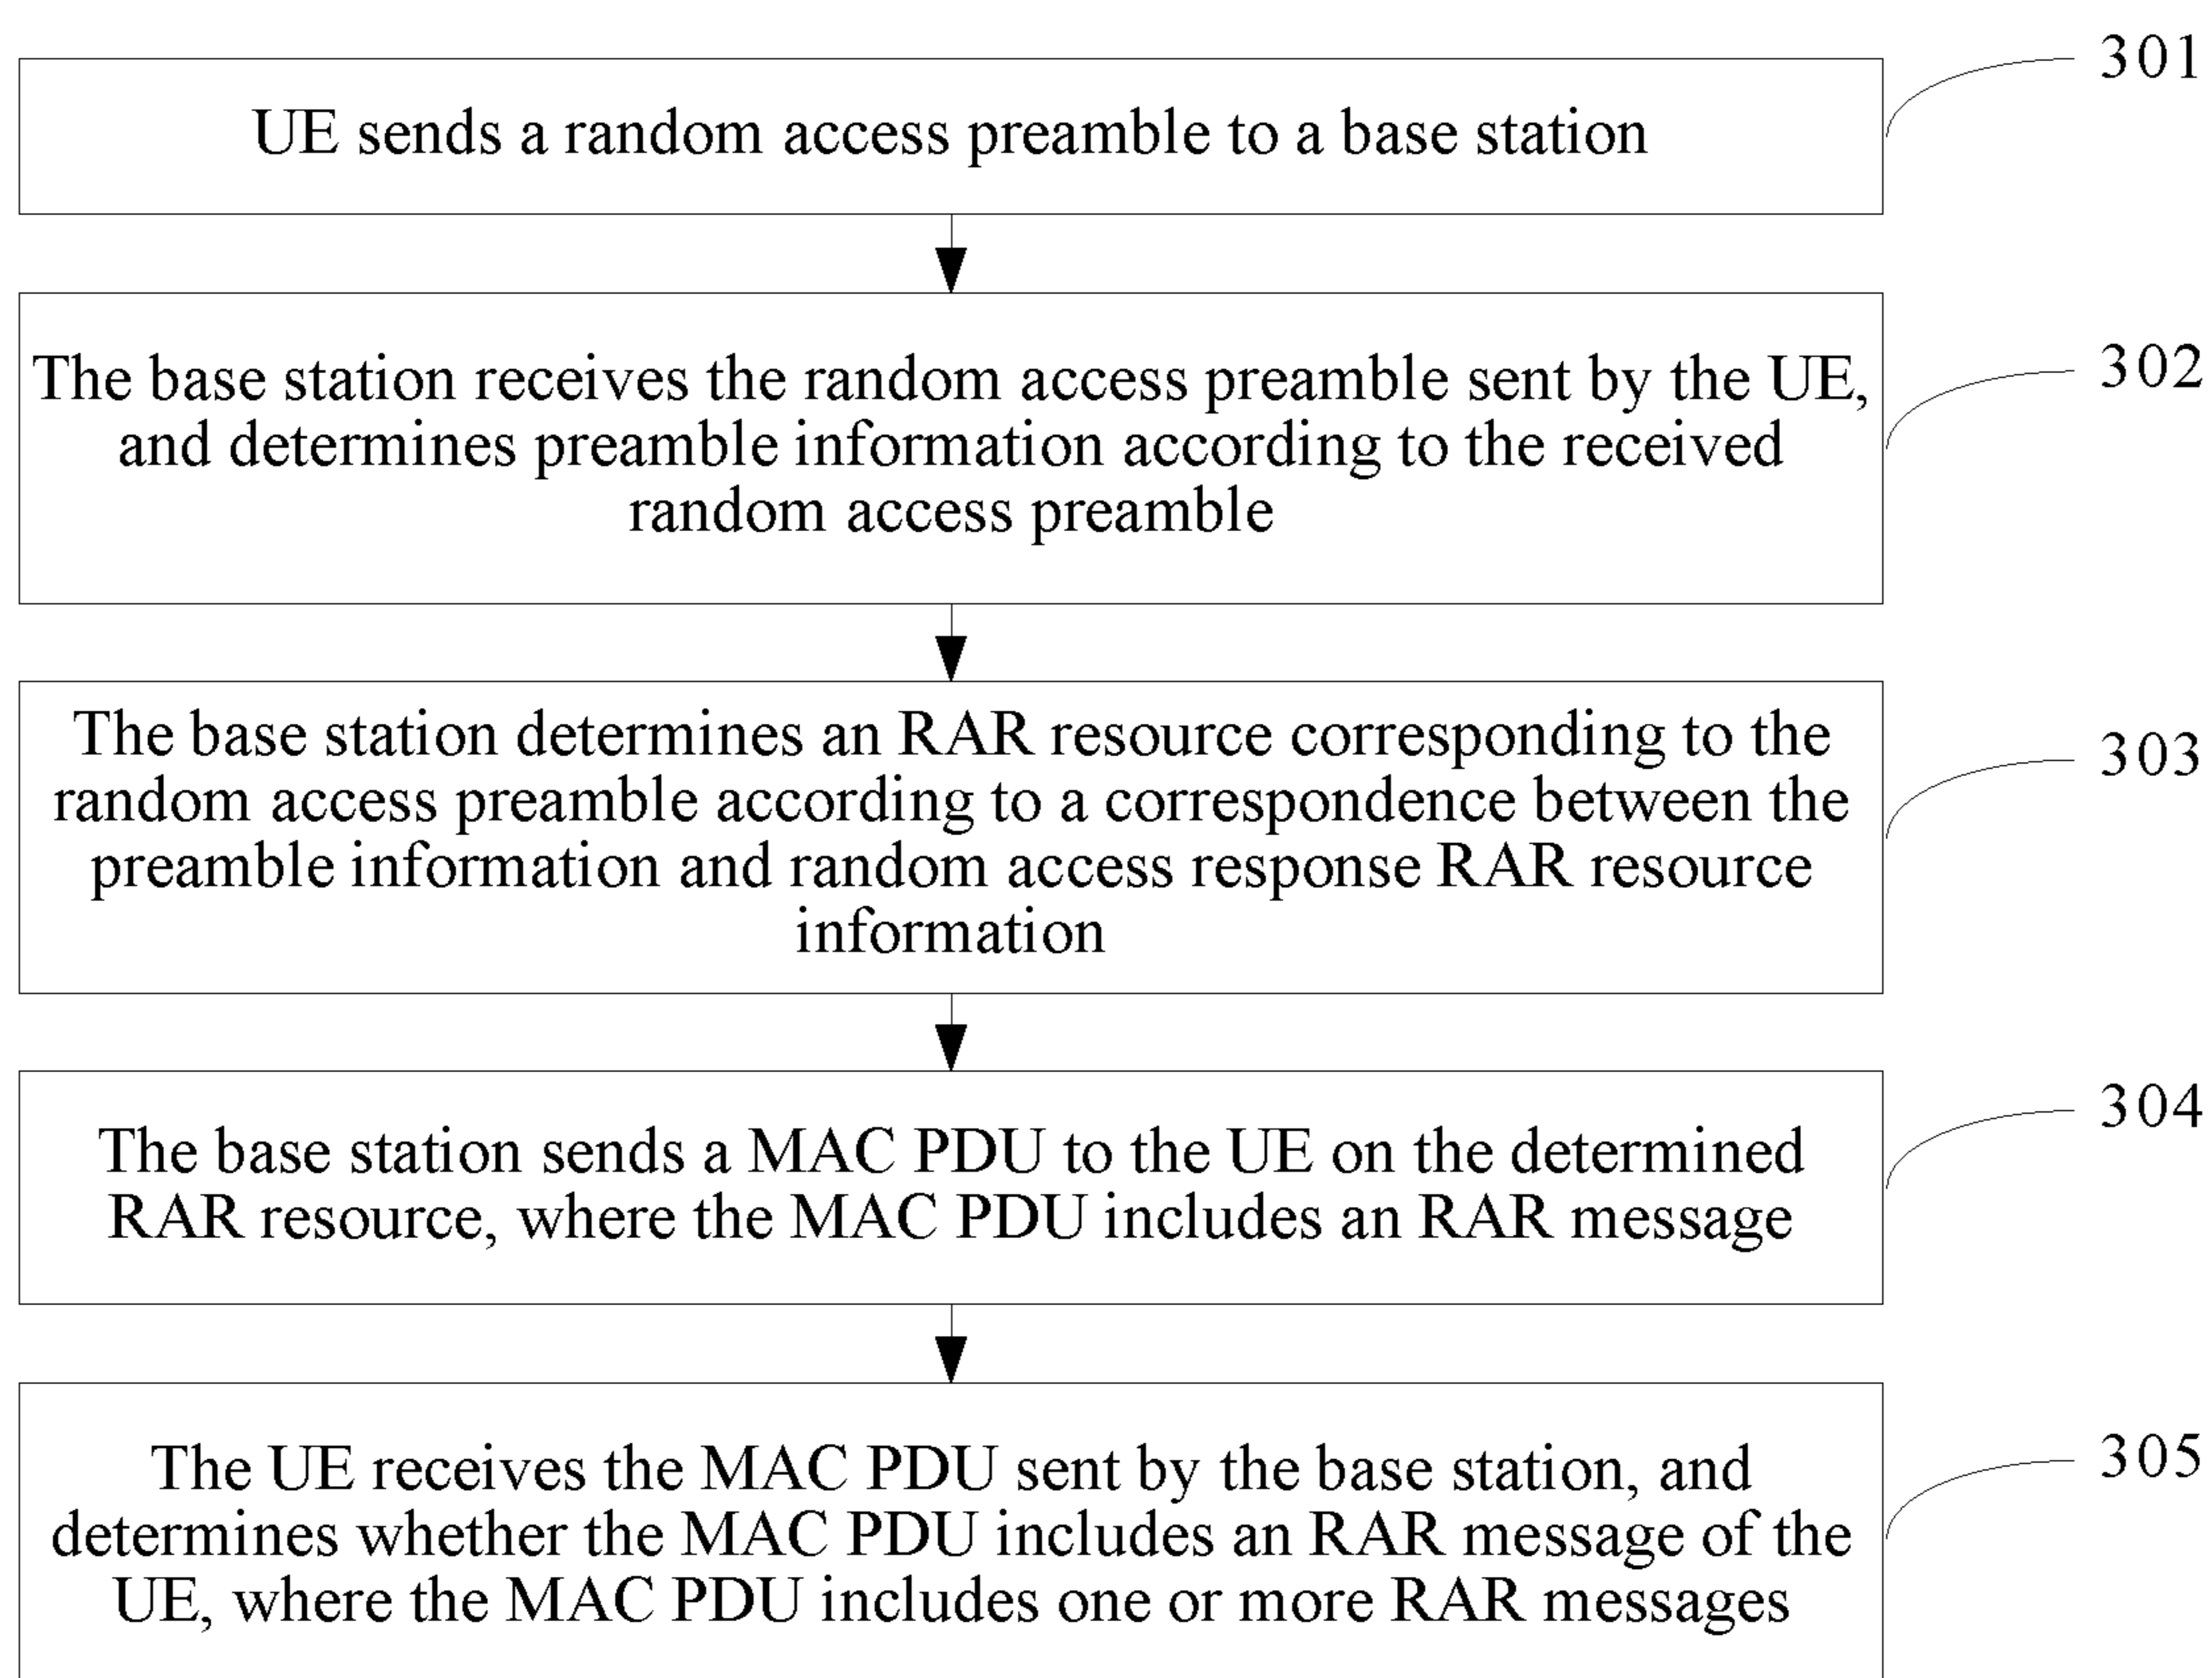 301
UE sends a random access preamble to a base station
302
The base station receives the random access preamble sent by the UE,
and determines preamble information according to the received
random access preamble
303
The base station determines an RAR resource corresponding to the
random access preamble according to a correspondence between the
preamble information and random access response RAR resource
information
304
The base station sends a MAC PDU to the UE on the determined
RAR resource, where the MAC PDU includes an RAR message
305
The UE receives the MAC PDU sent by the base station, and
determines whether the MAC PDU includes an RAR message of the
UE, where the MAC PDU includes one or more RAR messages